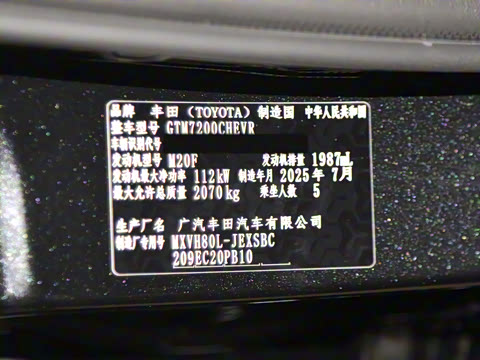 品牌 丰田(TOYOTA) 制造国 中华人民共和国
整车型号 GTM7200CHEVR
车辆识别代号
发动机型号 M20F 发动机排量 1987mL
发动机最大净功率 112kW 制造年月 2025年7月
最大允许总质量 2070kg 乘坐人数 5
生产厂名 广汽丰田汽车有限公司
制造厂专用号 MXVH80L-JEXSBC
209EC20PB10